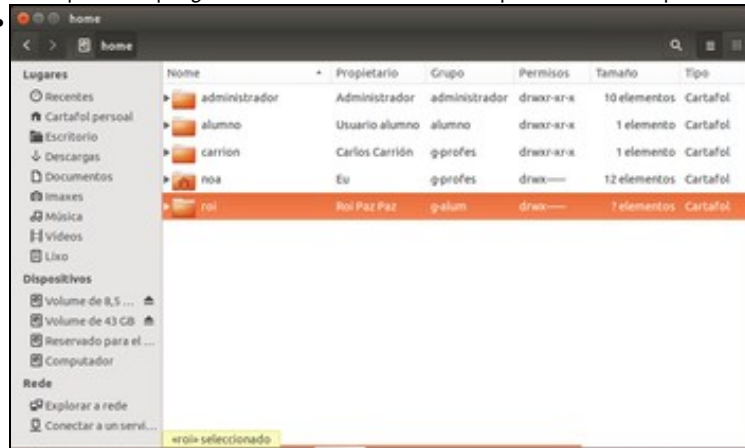 home
home
Lugares
Recentes
Cartafol persoal
Escritorio
Descargas
Documentos
Imaxes
Música
Vídeos
Lixo
Dispositivos
Volume de 8,5 ...
Volume de 43 GB
Reservado para el ...
Computador
Rede
Explorar a rede
Conectar a un servi...
Nome Propietario Grupo Permisos Tamaño Tipo
administrador Administrador administrador drwxr-xr-x 10 elementos Cartafol
alumno Usuario alumno alumno drwxr-xr-x 1 elemento Cartafol
carrion Carlos Carrión g-profes drwxr-xr-x 1 elemento Cartafol
noa Eu g-profes drwx------ 12 elementos Cartafol
roi Roi Paz Paz g-alum drwx------ ? elementos Cartafol
«roi» seleccionado